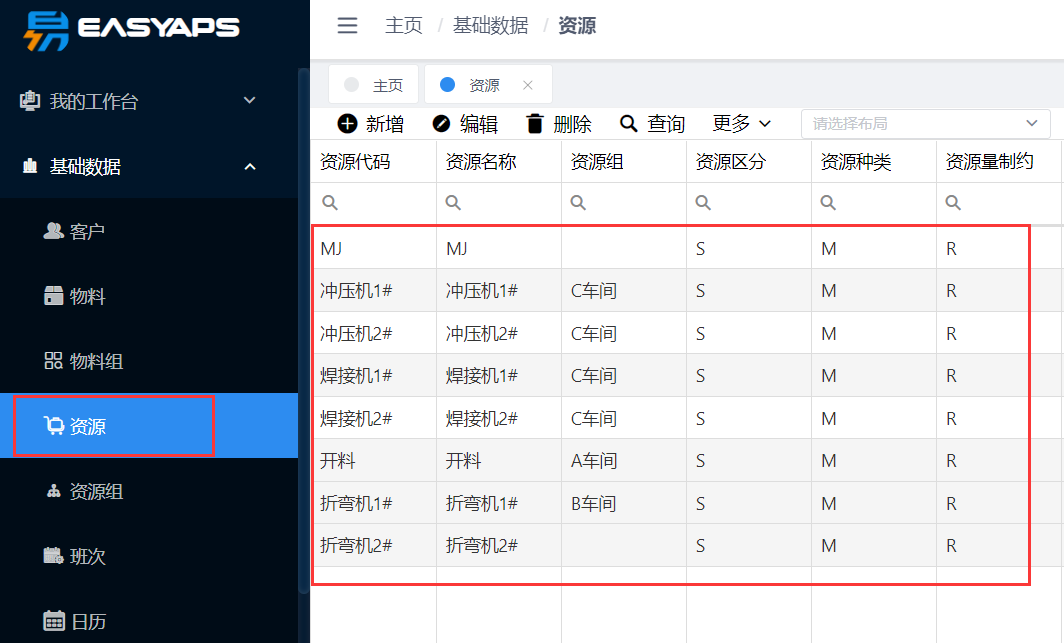 EASYAPS
我的工作台
基础数据
客户
物料
物料组
资源
资源组
班次
日历
主页 / 基础数据 / 资源
主页 资源 ×
新增 编辑 删除 查询 更多 请选择布局
资源代码 资源名称 资源组 资源区分 资源种类 资源量制约
MJ MJ S M R
冲压机1# 冲压机1# C车间 S M R
冲压机2# 冲压机2# C车间 S M R
焊接机1# 焊接机1# C车间 S M R
焊接机2# 焊接机2# C车间 S M R
开料 开料 A车间 S M R
折弯机1# 折弯机1# B车间 S M R
折弯机2# 折弯机2# S M R